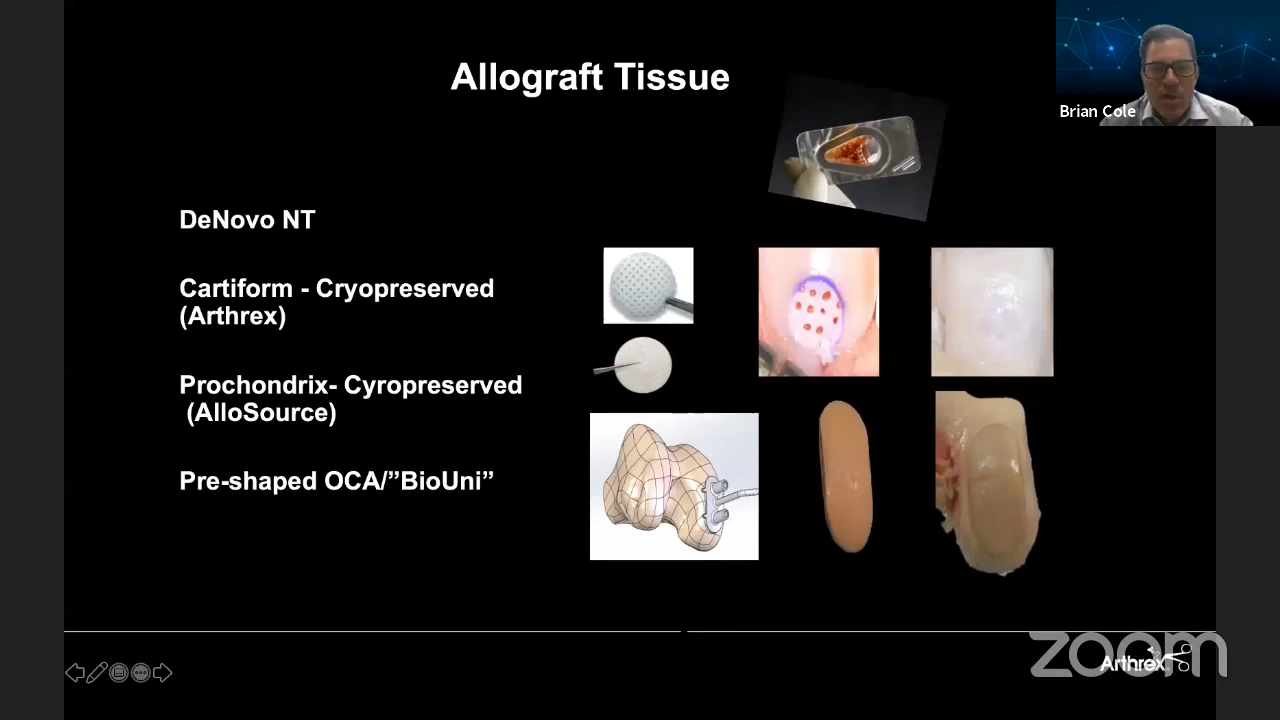 Allograft Tissue
Brian Cole
DeNovo NT
Cartiform - Cryopreserved
(Arthrex)
Prochondrix- Cyropreserved
(AlloSource)
Pre-shaped OCA/”BioUni”
zoom
Arthrex